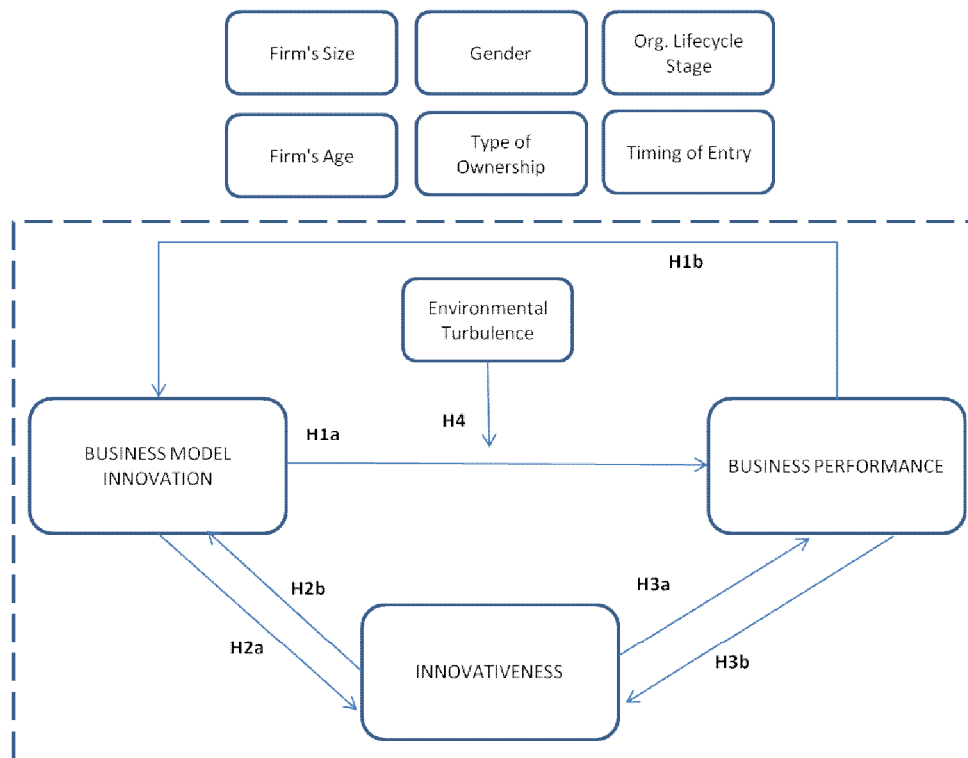 Firm's Size
Gender
Org. Lifecycle
Stage
Firm's Age
Type of
Ownership
Timing of Entry
H1b
Environmental
Turbulence
H4
H1a
BUSINESS MODEL
INNOVATION
BUSINESS PERFORMANCE
H2b
H3a
H2a
H3b
INNOVATIVENESS